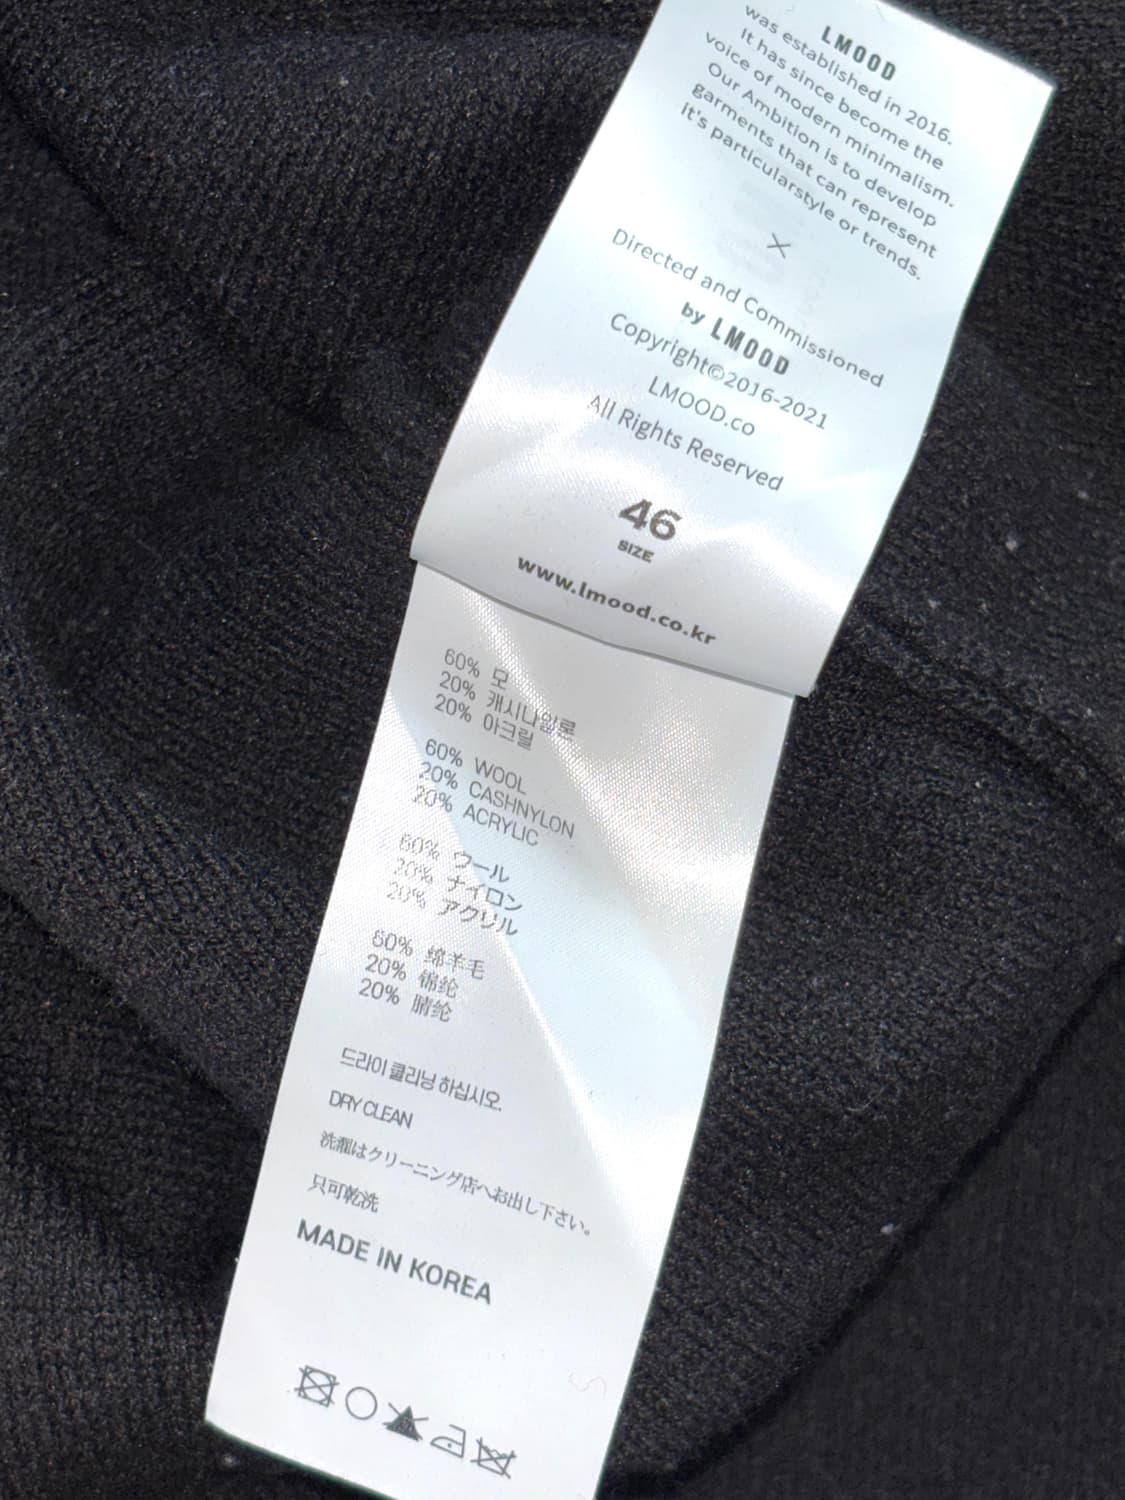 LMOOD
was established in 2016.
It has since become the
voice of modern minimalism.
Our Ambition is to develop
garments that can represent
it's particularstyle or trends.
Directed and Commissioned
by LMOOD
Copyright©2016-2021
LMOOD.co
All Rights Reserved
46
SIZE
www.lmood.co.kr
60% 모
20% 캐시나일론
20% 아크릴
60% WOOL
20% CASHNYLON
20% ACRYLIC
60% ウール
20% ナイロン
20% アクリル
60% 绵羊毛
20% 锦纶
20% 腈纶
드라이 클리닝 하십시오.
DRY CLEAN
洗濯はクリーニング店へお出し下さい。
只可乾洗
MADE IN KOREA